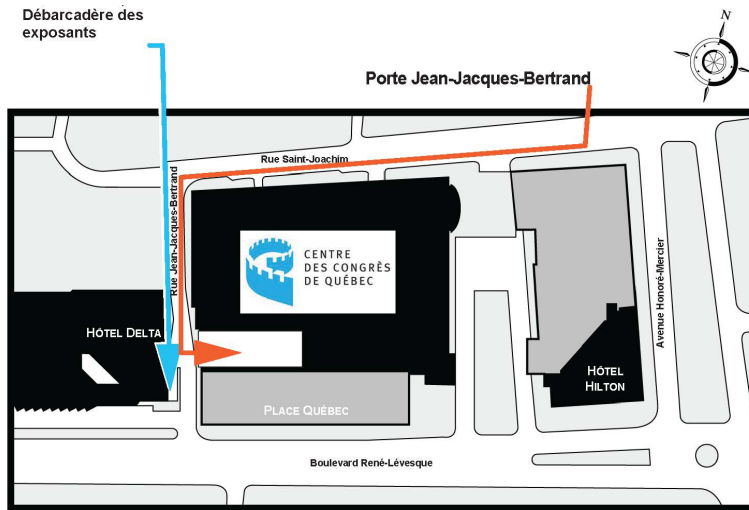 Débarcadère des
exposants
N
Porte Jean-Jacques-Bertrand
Rue Saint-Joachim
Rue Jean-Jacques-Bertrand
CENTRE
DES CONGRÈS
DE QUÉBEC
Avenue Honoré-Mercier
HÔTEL DELTA
HÔTEL
HILTON
PLACE QUÉBEC
Boulevard René-Lévesque